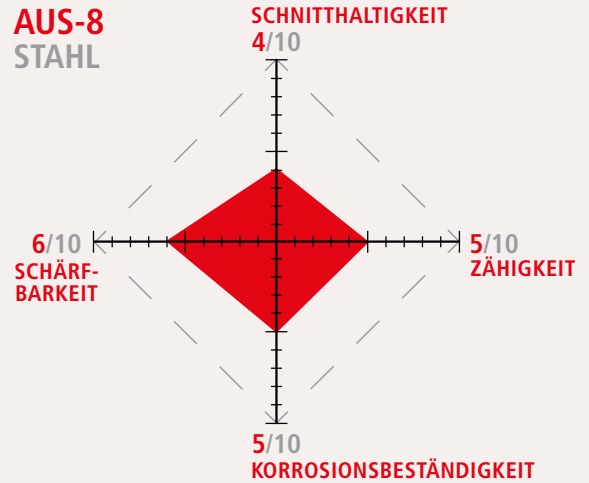 AUS-8
STAHL
SCHNITTHALTIGKEIT
4/10
6/10
SCHÄRF-
BARKEIT
5/10
ZÄHIGKEIT
5/10
KORROSIONSBESTÄNDIGKEIT